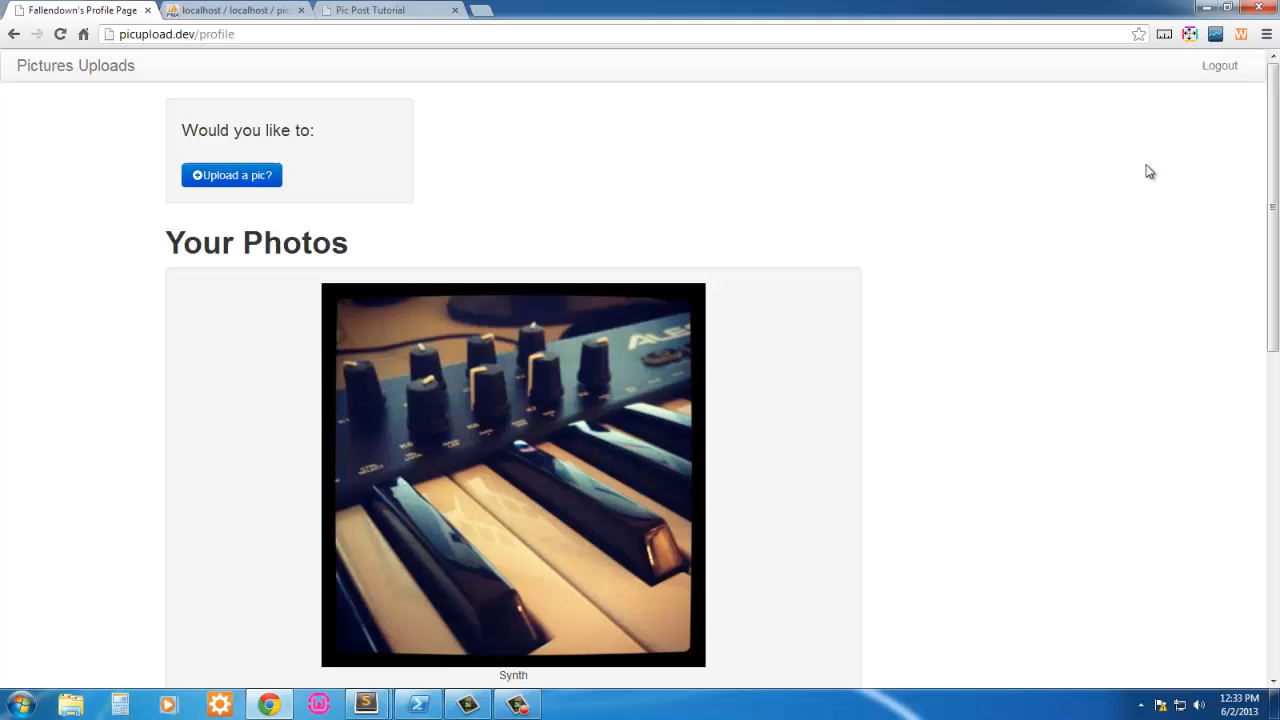 Fallendown's Profile Page
localhost / localhost / pic
Pic Post Tutorial
picupload.dev/profile
Pictures Uploads
Logout
Would you like to:
Upload a pic?
Your Photos
ALES
Synth
12:33 PM
6/2/2013